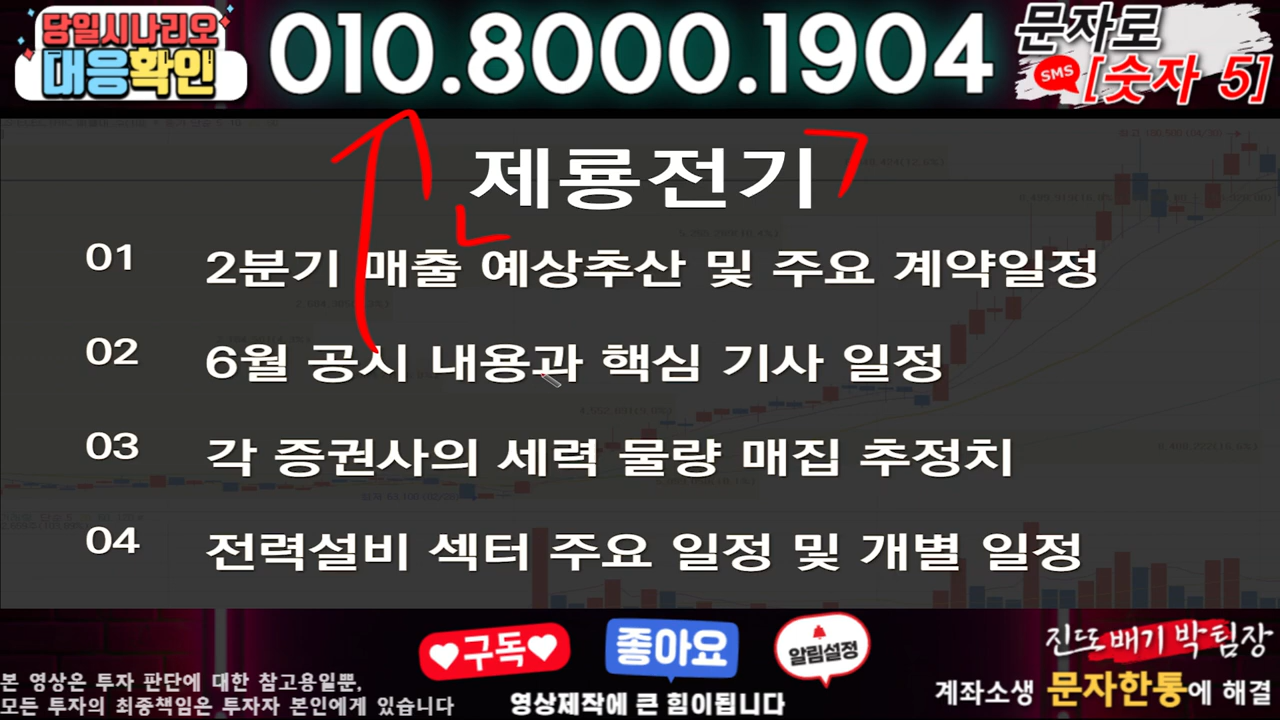 당일시나리오
대응확인
010.8000.1904
문자로
SMS [숫자 5]
제룡전기
01 2분기 매출 예상추산 및 주요 계약일정
02 6월 공시 내용과 핵심 기사 일정
03 각 증권사의 세력 물량 매집 추정치
04 전력설비 섹터 주요 일정 및 개별 일정
구독
좋아요
알림설정
진또배기 박팀장
본 영상은 투자 판단에 대한 참고용일뿐,
모든 투자의 최종책임은 투자자 본인에게 있습니다
영상제작에 큰 힘이됩니다
계좌소생 문자한통에 해결